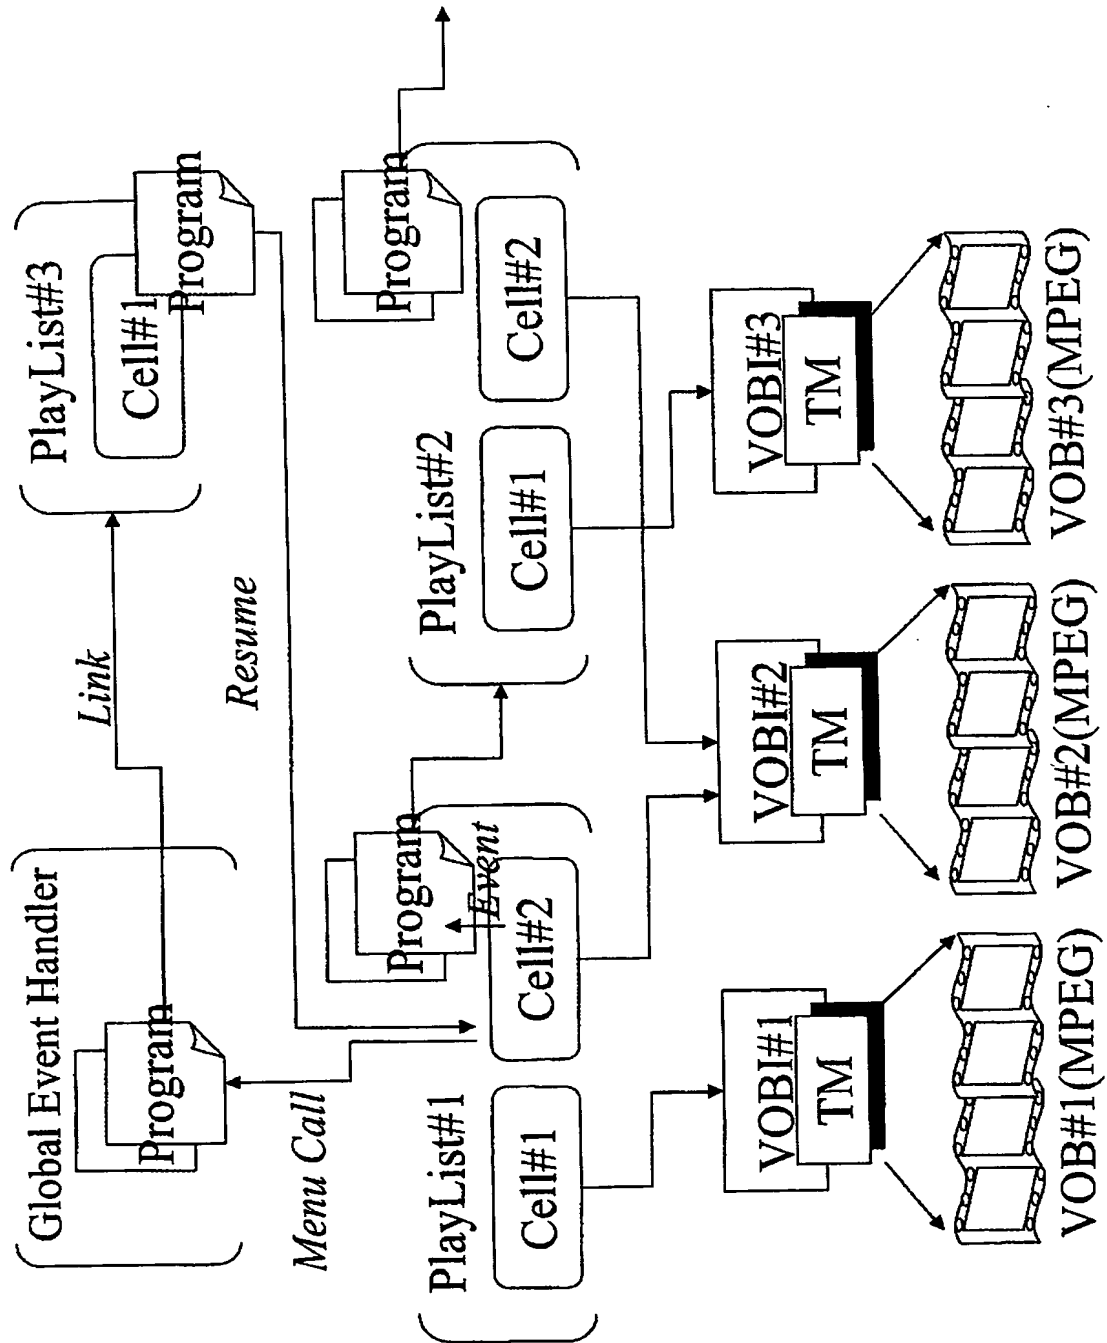 Global Event Handler
Program
Link
PlayList#3
Cell#1
Program
Menu Call
Resume
PlayList#1
Cell#1
Cell#2
Program
Event
PlayList#2
Cell#1
Cell#2
Program
VOBI#1
TM
VOBI#2
TM
VOBI#3
TM
VOB#1(MPEG)
VOB#2(MPEG)
VOB#3(MPEG)